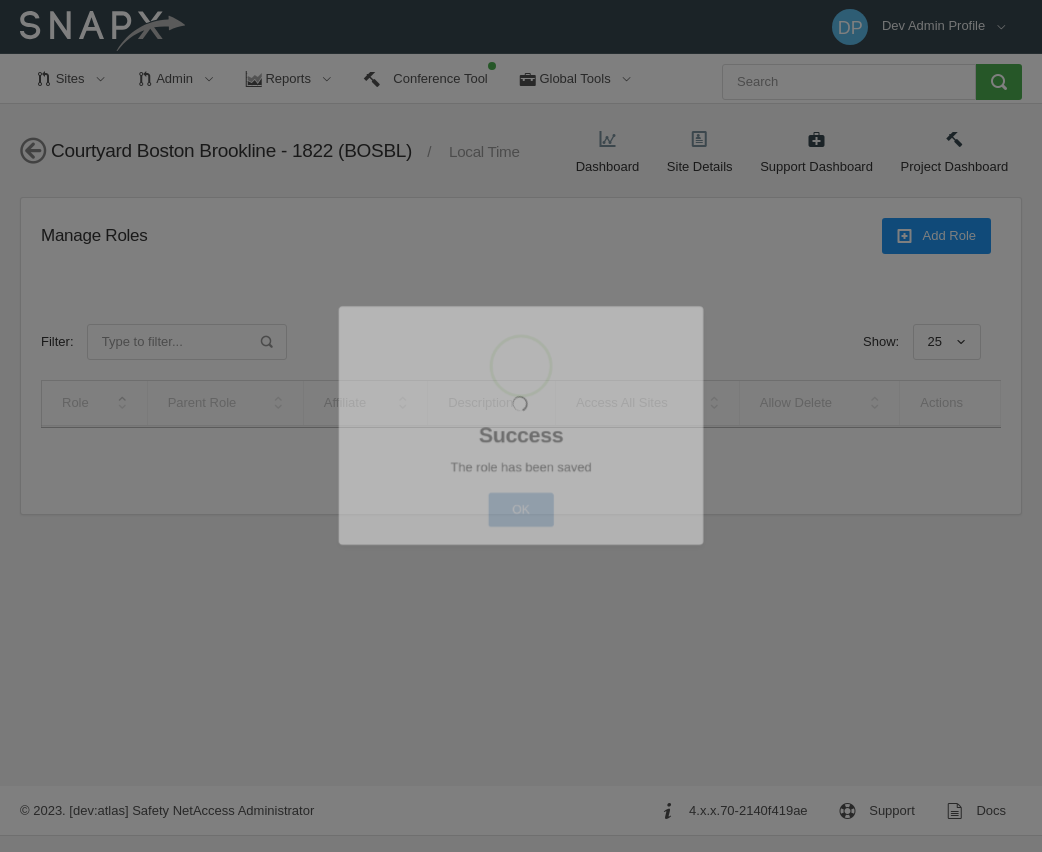 SNAPX
DP
Dev Admin Profile
Sites
Admin
Reports
Conference Tool
Global Tools
Search
Courtyard Boston Brookline - 1822 (BOSBL) / Local Time
Dashboard
Site Details
Support Dashboard
Project Dashboard
Manage Roles
Add Role
Filter:
Type to filter...
Show:
25
Role
Parent Role
Affiliate
Description
Access All Sites
Allow Delete
Actions
Success
The role has been saved
OK
© 2023. [dev:atlas] Safety NetAccess Administrator
4.x.x.70-2140f419ae
Support
Docs